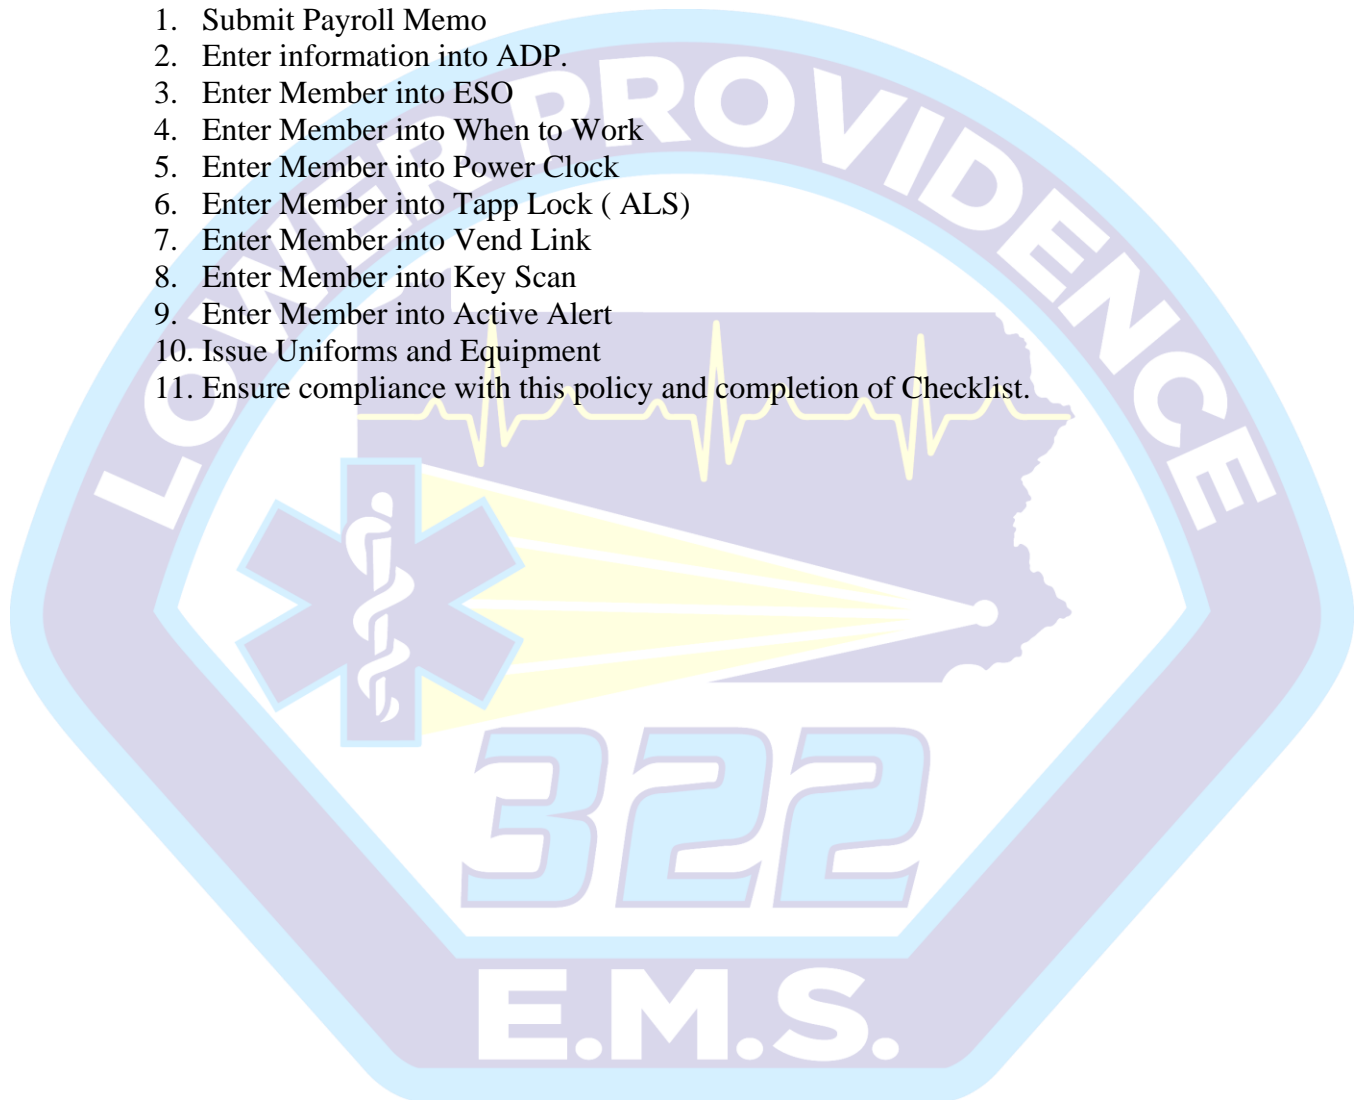 1. Submit Payroll Memo
2. Enter information into ADP.
3. Enter Member into ESO
4. Enter Member into When to Work
5. Enter Member into Power Clock
6. Enter Member into Tapp Lock ( ALS)
7. Enter Member into Vend Link
8. Enter Member into Key Scan
9. Enter Member into Active Alert
10. Issue Uniforms and Equipment
11. Ensure compliance with this policy and completion of Checklist.
LOWER PROVIDENCE
322
E.M.S.